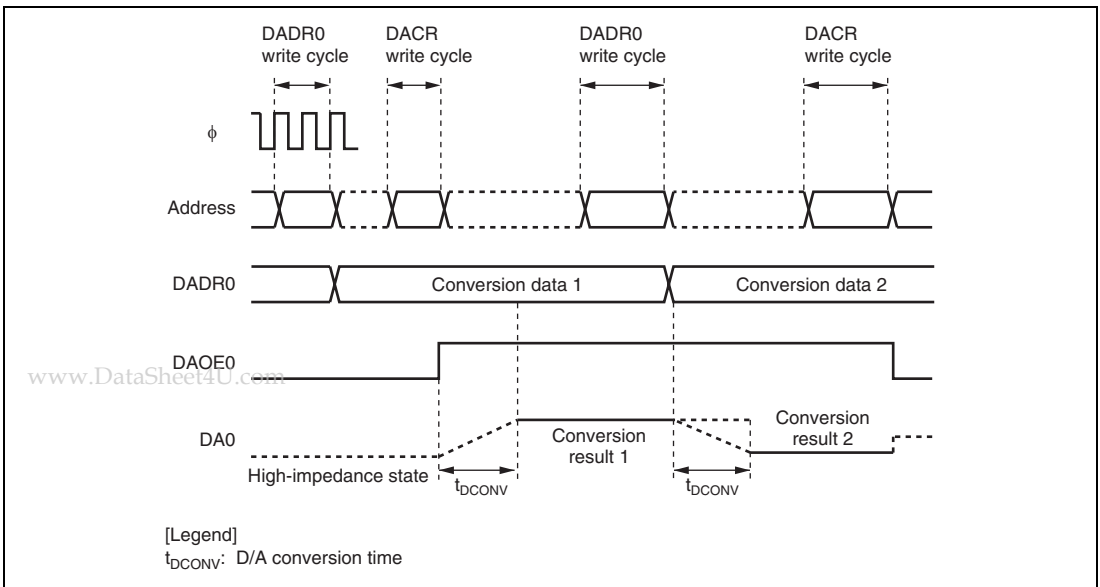 DADR0
write cycle
DACR
write cycle
DADR0
write cycle
DACR
write cycle
ϕ
Address
DADR0
Conversion data 1
Conversion data 2
DAOE0
www.DataSheet4U.com
DA0
Conversion
result 1
Conversion
result 2
High-impedance state
tDCONV
tDCONV
[Legend]
tDCONV: D/A conversion time